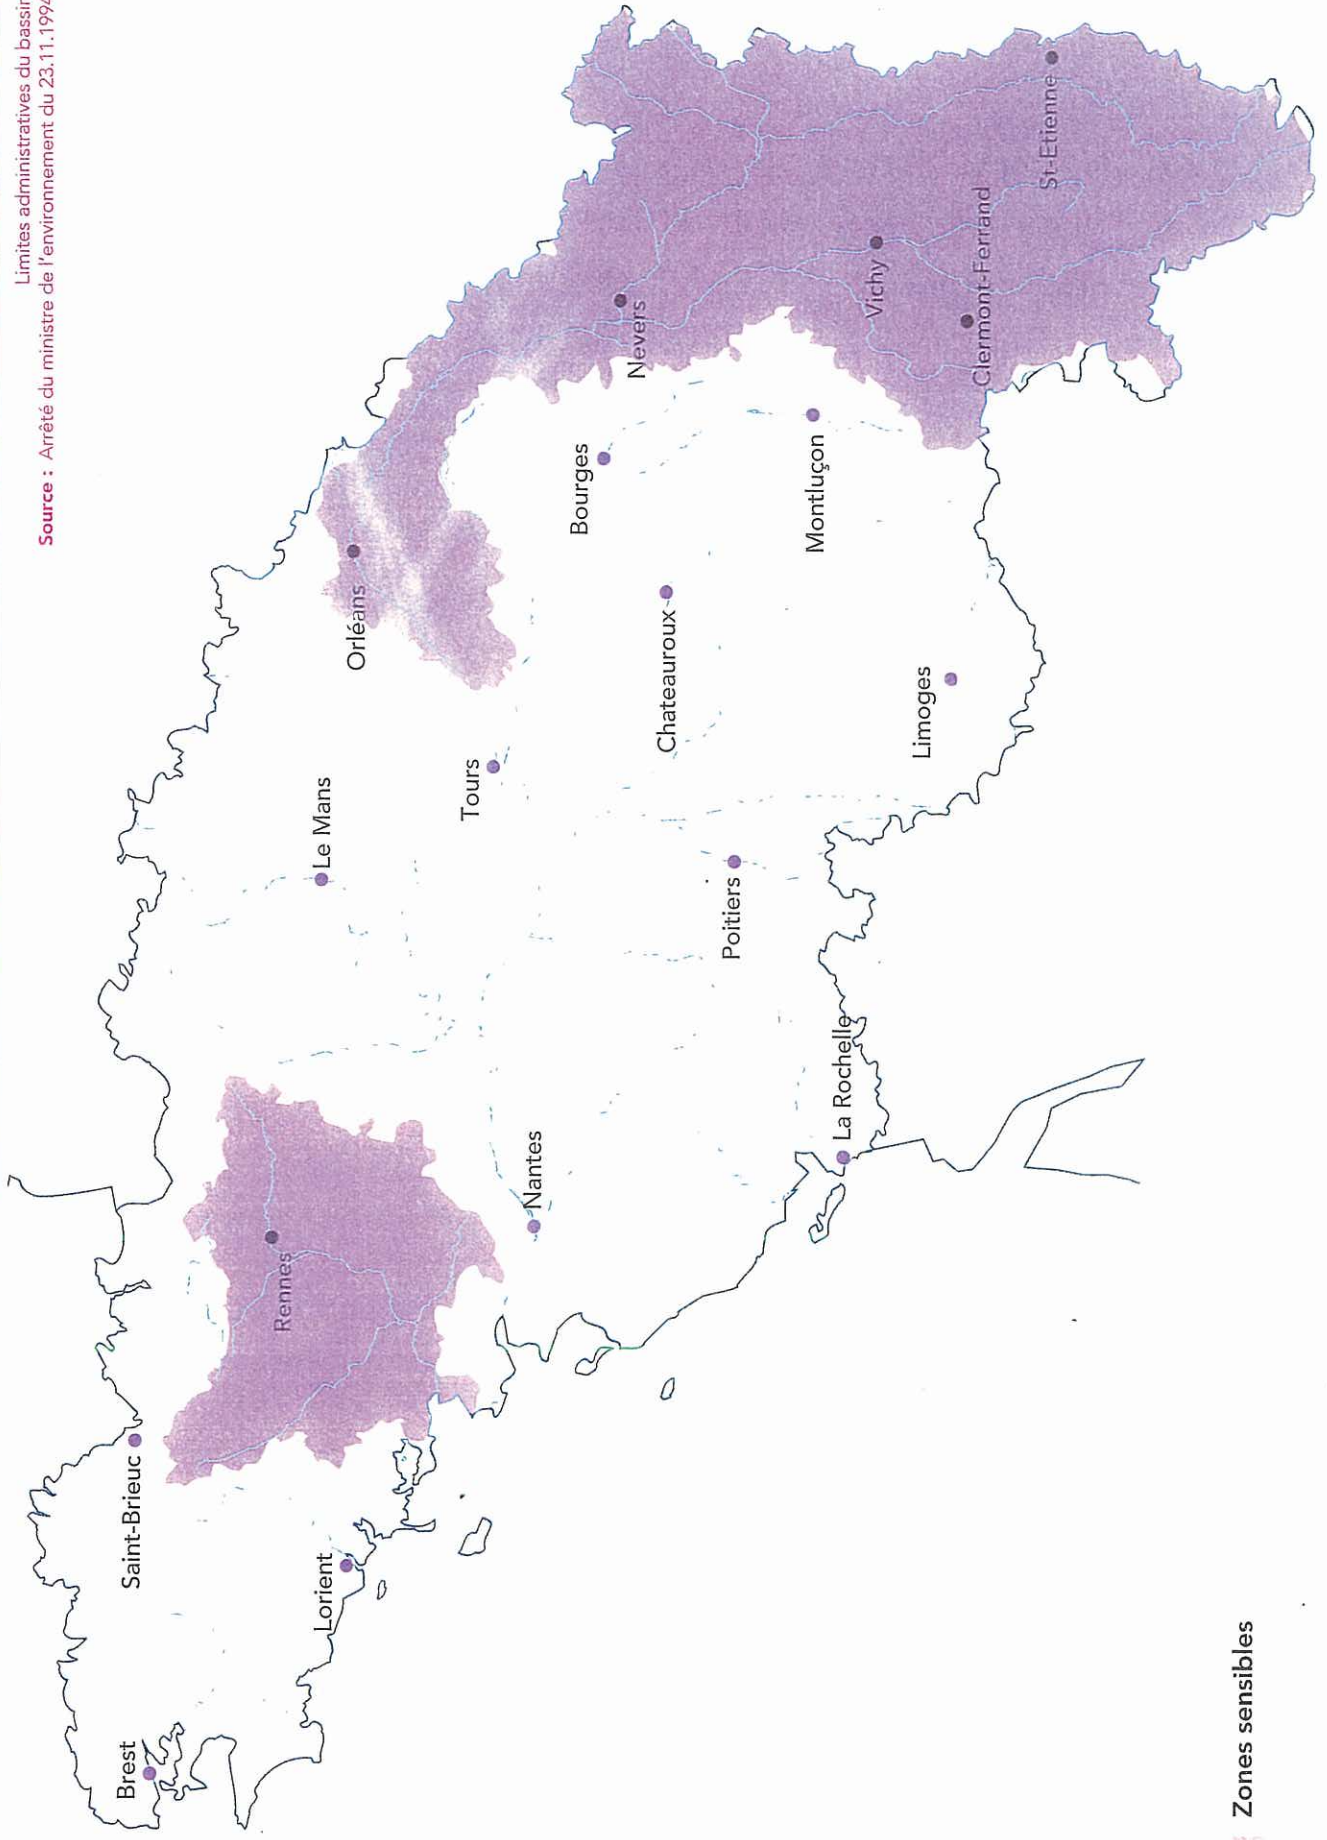 Limites administratives du bassin
Source : Arrêté du ministre de l'environnement du 23.11.1994
Brest
Saint-Brieuc
Lorient
Rennes
Nantes
Le Mans
Tours
Orléans
La Rochelle
Poitiers
Chateauroux
Bourges
Nevers
Limoges
Montluçon
Vichy
Clermont-Ferrand
St-Etienne
Zones sensibles